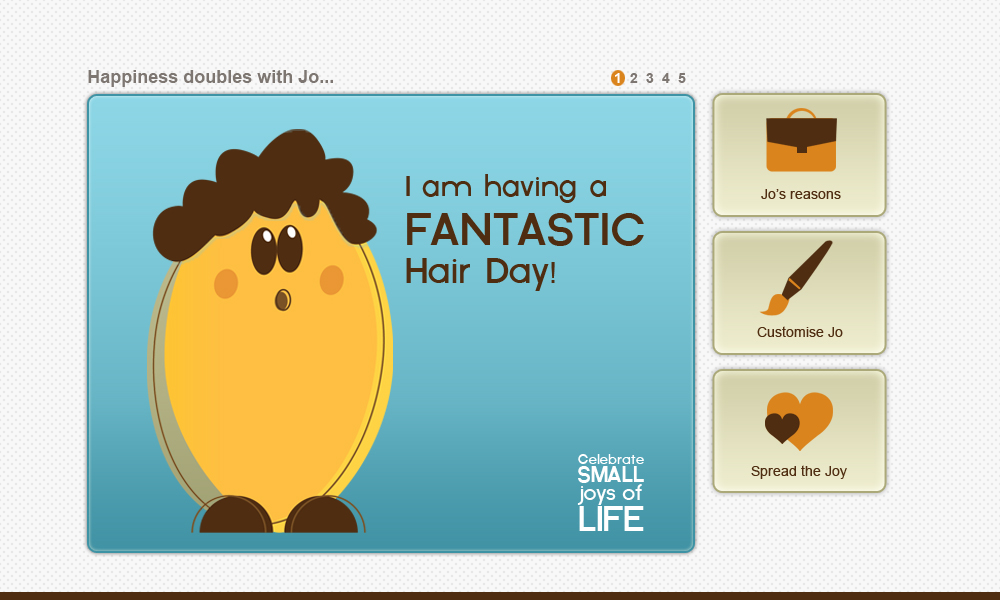 Happiness doubles with Jo...
1 2 3 4 5
I am having a
FANTASTIC
Hair Day!
Celebrate
SMALL
joys of
LIFE
Jo's reasons
Customise Jo
Spread the Joy